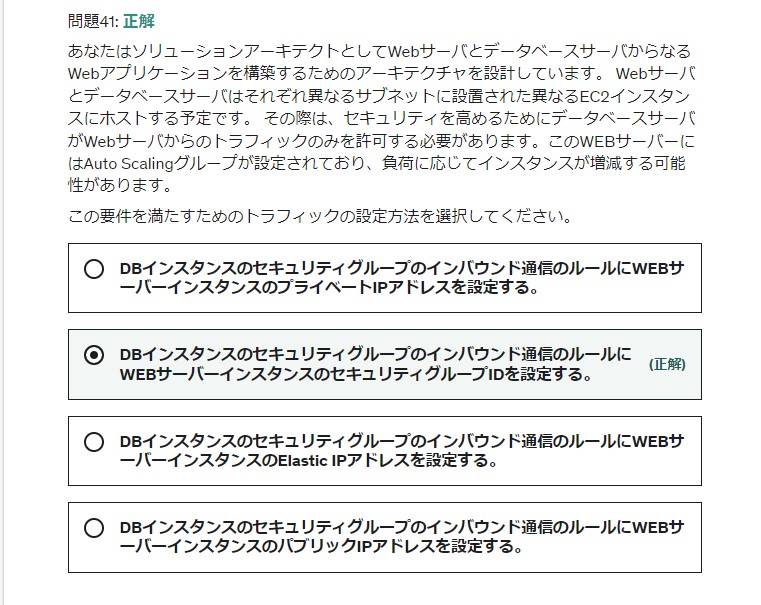 問題41: 正解
あなたはソリューションアーキテクトとしてWebサーバとデータベースサーバからなる
Webアプリケーションを構築するためのアーキテクチャを設計しています。 Webサーバ
とデータベースサーバはそれぞれ異なるサブネットに設置された異なるEC2インスタン
スにホストする予定です。 その際は、セキュリティを高めるためにデータベースサーバ
がWebサーバからのトラフィックのみを許可する必要があります。このWEBサーバーに
はAuto Scalingグループが設定されており、負荷に応じてインスタンスが増減する可能
性があります。
この要件を満たすためのトラフィックの設定方法を選択してください。
DBインスタンスのセキュリティグループのインバウンド通信のルールにWEBサ
ーバーインスタンスのプライベートIPアドレスを設定する。
DBインスタンスのセキュリティグループのインバウンド通信のルールに
WEBサーバーインスタンスのセキュリティグループIDを設定する。
(正解)
DBインスタンスのセキュリティグループのインバウンド通信のルールにWEBサ
ーバーインスタンスのElastic IPアドレスを設定する。
DBインスタンスのセキュリティグループのインバウンド通信のルールにWEBサ
ーバーインスタンスのパブリックIPアドレスを設定する。